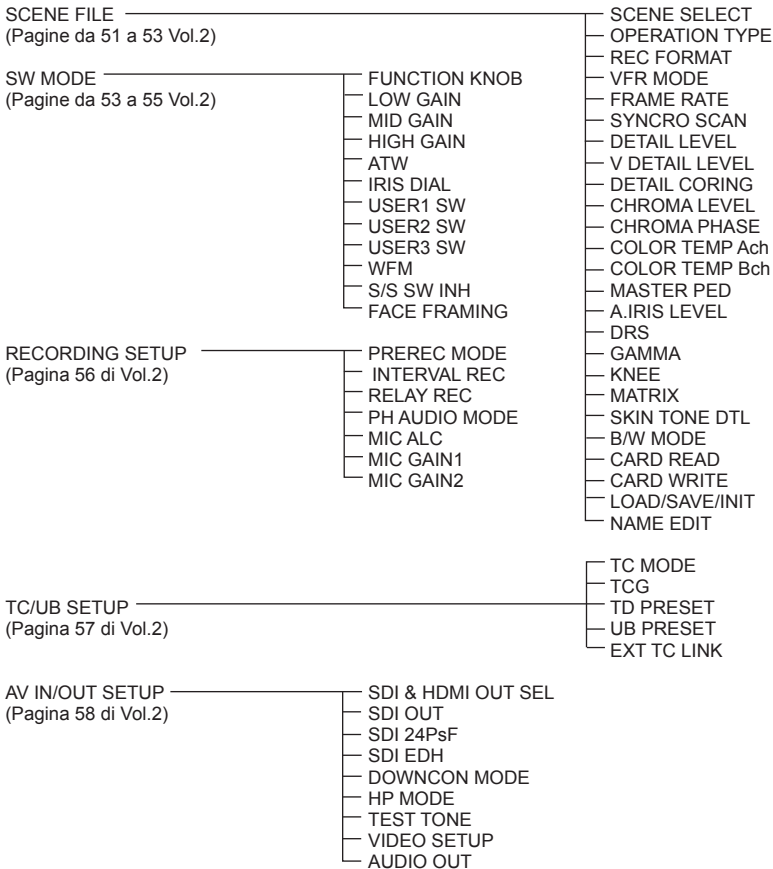 SCENE FILE
(Pagine da 51 a 53 Vol.2)
SCENE SELECT
OPERATION TYPE
REC FORMAT
VFR MODE
FRAME RATE
SYNCRO SCAN
DETAIL LEVEL
V DETAIL LEVEL
DETAIL CORING
CHROMA LEVEL
CHROMA PHASE
COLOR TEMP Ach
COLOR TEMP Bch
MASTER PED
A.IRIS LEVEL
DRS
GAMMA
KNEE
MATRIX
SKIN TONE DTL
B/W MODE
CARD READ
CARD WRITE
LOAD/SAVE/INIT
NAME EDIT
SW MODE
(Pagine da 53 a 55 Vol.2)
FUNCTION KNOB
LOW GAIN
MID GAIN
HIGH GAIN
ATW
IRIS DIAL
USER1 SW
USER2 SW
USER3 SW
WFM
S/S SW INH
FACE FRAMING
RECORDING SETUP
(Pagina 56 di Vol.2)
PREREC MODE
INTERVAL REC
RELAY REC
PH AUDIO MODE
MIC ALC
MIC GAIN1
MIC GAIN2
TC/UB SETUP
(Pagina 57 di Vol.2)
TC MODE
TCG
TD PRESET
UB PRESET
EXT TC LINK
AV IN/OUT SETUP
(Pagina 58 di Vol.2)
SDI & HDMI OUT SEL
SDI OUT
SDI 24PsF
SDI EDH
DOWNCON MODE
HP MODE
TEST TONE
VIDEO SETUP
AUDIO OUT